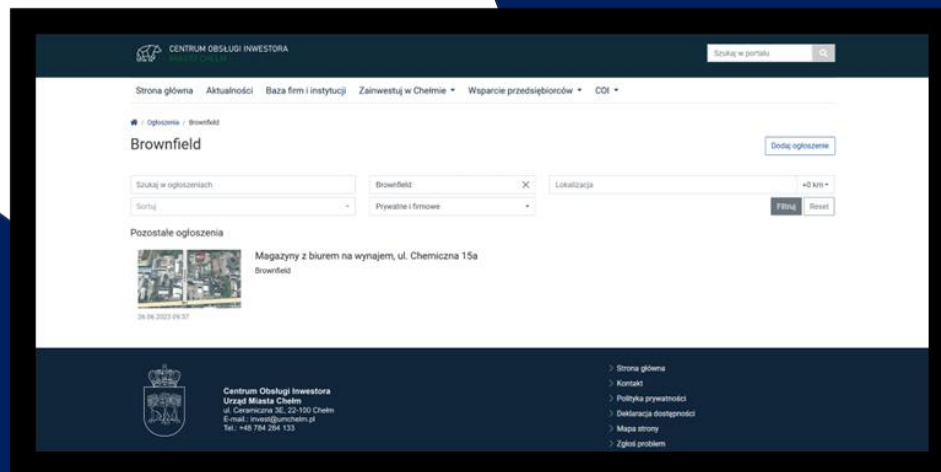 CENTRUM OBSŁUGI INWESTORA
MIASTO CHEŁM
Szukaj w portalu
Strona główna Aktualności Baza firm i instytucji Zainwestuj w Chełmie Wsparcie przedsiębiorców COI
/ Ogłoszenia / Brownfield
Brownfield
Dodaj ogłoszenie
Szukaj w ogłoszeniach Brownfield Lokalizacja +0 km
Sortuj Prywatne i firmowe Filtruj Reset
Pozostałe ogłoszenia
Magazyny z biurem na wynajem, ul. Chemiczna 15a
Brownfield
26.06.2023 09:37
Centrum Obsługi Inwestora
Urząd Miasta Chełm
ul. Ceramiczna 3E, 22-100 Chełm
E-mail.: invest@umchelm.pl
Tel.: +48 784 284 133
Strona główna
Kontakt
Polityka prywatności
Deklaracja dostępności
Mapa strony
Zgłoś problem